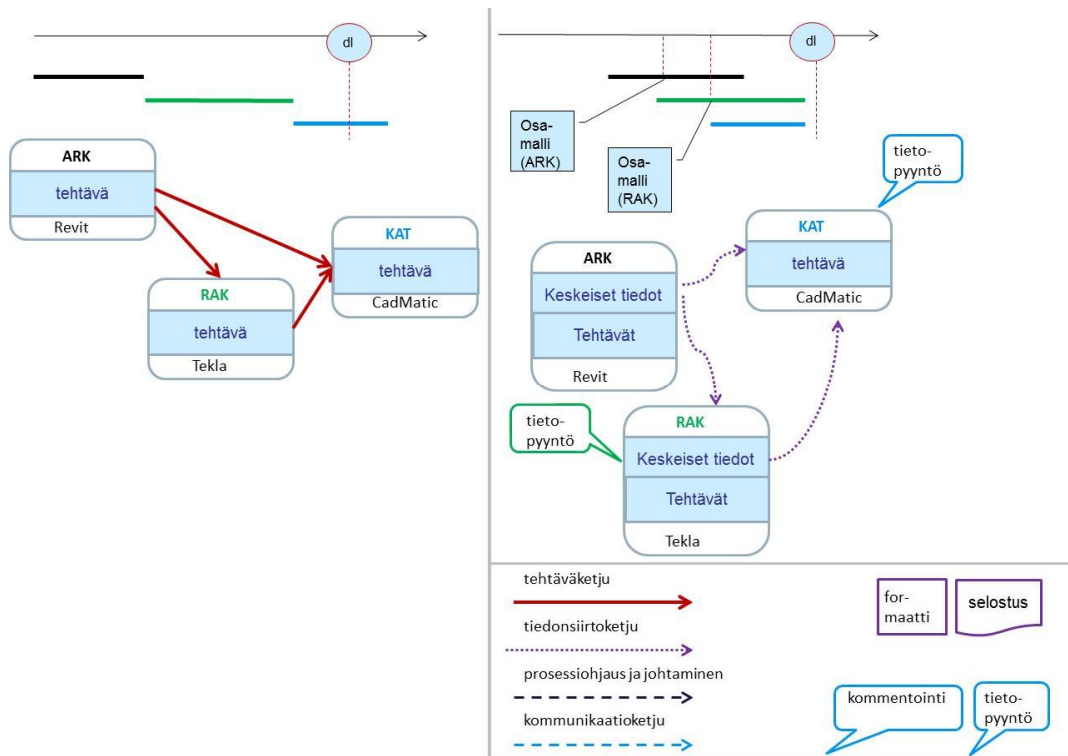 dl
ARK
tehtävä
Revit
RAK
tehtävä
Tekla
KAT
tehtävä
CadMatic
dl
Osa-
malli
(ARK)
Osa-
malli
(RAK)
tieto-
pyyntö
KAT
tehtävä
CadMatic
ARK
Keskeiset tiedot
Tehtävät
Revit
tieto-
pyyntö
RAK
Keskeiset tiedot
Tehtävät
Tekla
tehtäväketju
tiedonsiirtoketju
prosessiohjaus ja johtaminen
kommunikaatioketju
for-
maatti
selostus
kommentointi
tieto-
pyyntö